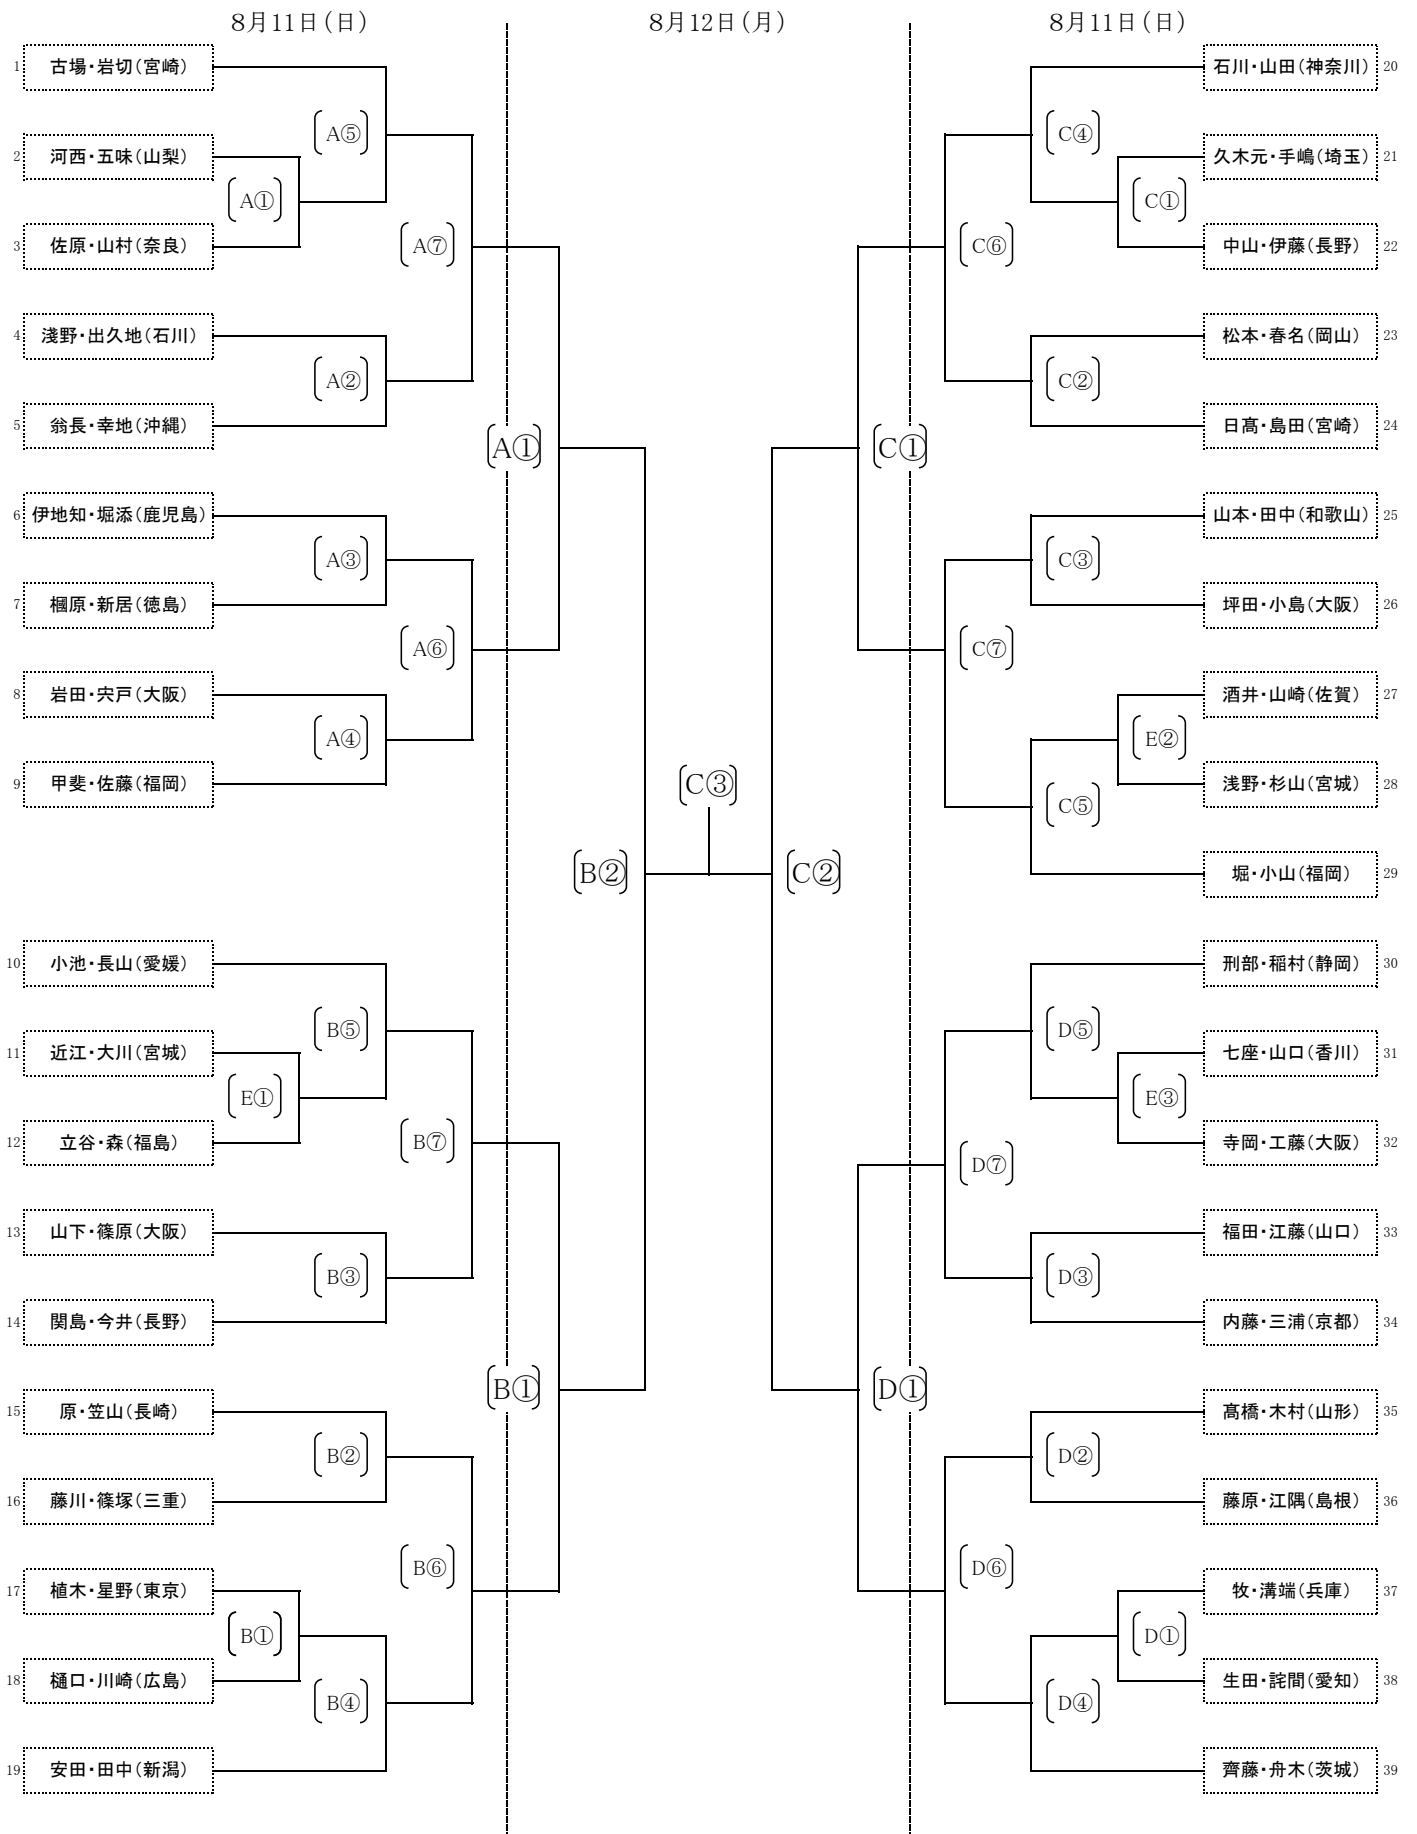 8月11日(日)
8月12日(月)
8月11日(日)
1 古場・岩切(宮崎)
2 河西・五味(山梨)
3 佐原・山村(奈良)
4 淺野・出久地(石川)
5 翁長・幸地(沖縄)
6 伊地知・堀添(鹿児島)
7 槶原・新居(徳島)
8 岩田・宍戸(大阪)
9 甲斐・佐藤(福岡)
10 小池・長山(愛媛)
11 近江・大川(宮城)
12 立谷・森(福島)
13 山下・篠原(大阪)
14 関島・今井(長野)
15 原・笠山(長崎)
16 藤川・篠塚(三重)
17 植木・星野(東京)
18 樋口・川崎(広島)
19 安田・田中(新潟)
A⑤
A①
A⑦
A②
A③
A⑥
A④
B⑤
E①
B⑦
B③
B②
B⑥
B①
B④
A①
B①
B②
C③
C②
C①
D①
C④
C①
C⑥
C②
C③
C⑦
E②
C⑤
D⑤
E③
D⑦
D③
D②
D⑥
D①
D④
石川・山田(神奈川) 20
久木元・手嶋(埼玉) 21
中山・伊藤(長野) 22
松本・春名(岡山) 23
日髙・島田(宮崎) 24
山本・田中(和歌山) 25
坪田・小島(大阪) 26
酒井・山崎(佐賀) 27
浅野・杉山(宮城) 28
堀・小山(福岡) 29
刑部・稲村(静岡) 30
七座・山口(香川) 31
寺岡・工藤(大阪) 32
福田・江藤(山口) 33
内藤・三浦(京都) 34
髙橋・木村(山形) 35
藤原・江隅(島根) 36
牧・溝端(兵庫) 37
生田・詫間(愛知) 38
齊藤・舟木(茨城) 39